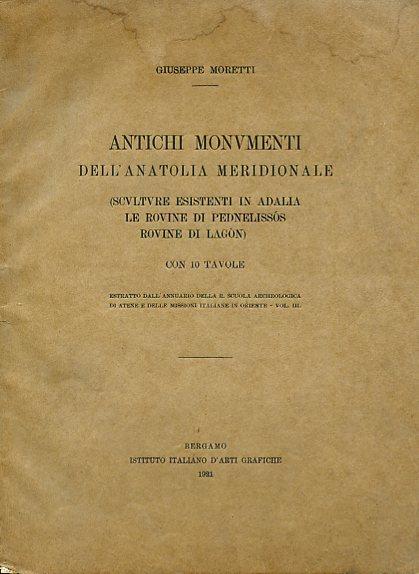 GIUSEPPE MORETTI
ANTICHI MONVMENTI
DELL'ANATOLIA MERIDIONALE
(SCVLTVRE ESISTENTI IN ADALIA
LE ROVINE DI PEDNELISSÓS
ROVINE DI LAGÓN)
CON 10 TAVOLE
ESTRATTO DALL'ANNUARIO DELLA R. SCUOLA ARCHEOLOGICA
DI ATENE E DELLE MISSIONI ITALIANE IN ORIENTE - VOL. III.
BERGAMO
ISTITUTO ITALIANO D'ARTI GRAFICHE
1921